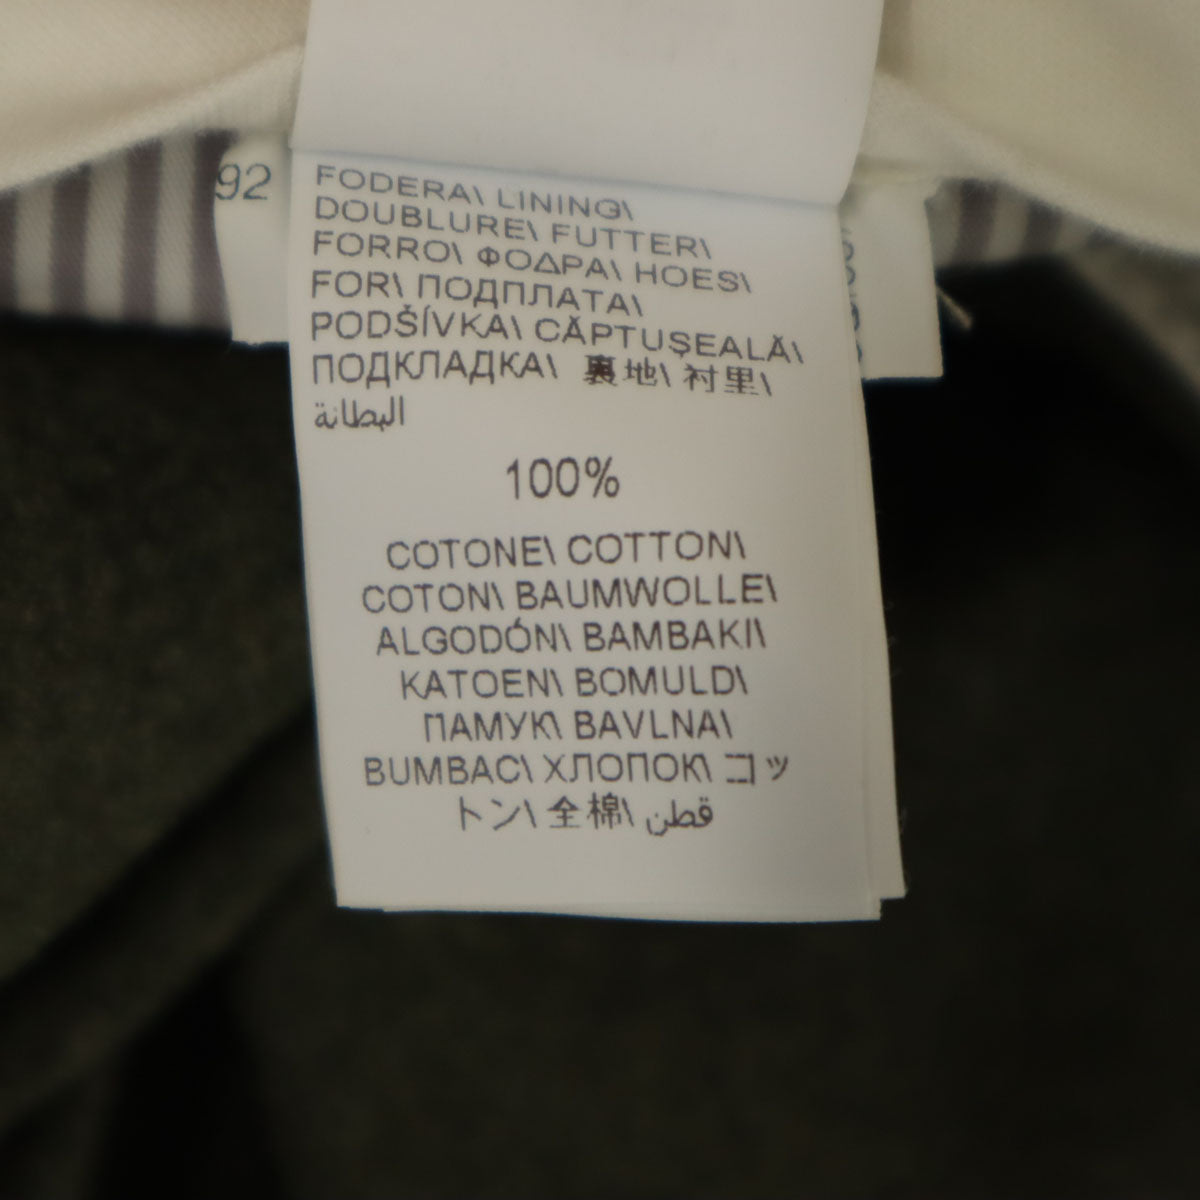 92
FODERA\ LINING\
DOUBLURE\ FUTTER\
FORRO\ ΦΟΔΡΑ\ HOES\
FOR\ ПОДПЛАТА\
PODŠÍVKA\ CĂPTUŞEALĂ\
ПОДКЛАДКА\ 裏地\ 衬里\
البطانة
100%
COTONE\ COTTON\
COTON\ BAUMWOLLE\
ALGODÓN\ BAMBAKI\
KATOEN\ BOMULD\
ПАМУК\ BAVLNA\
BUMBAC\ ХЛОПОК\ コッ
トン\ 全棉\ قطن